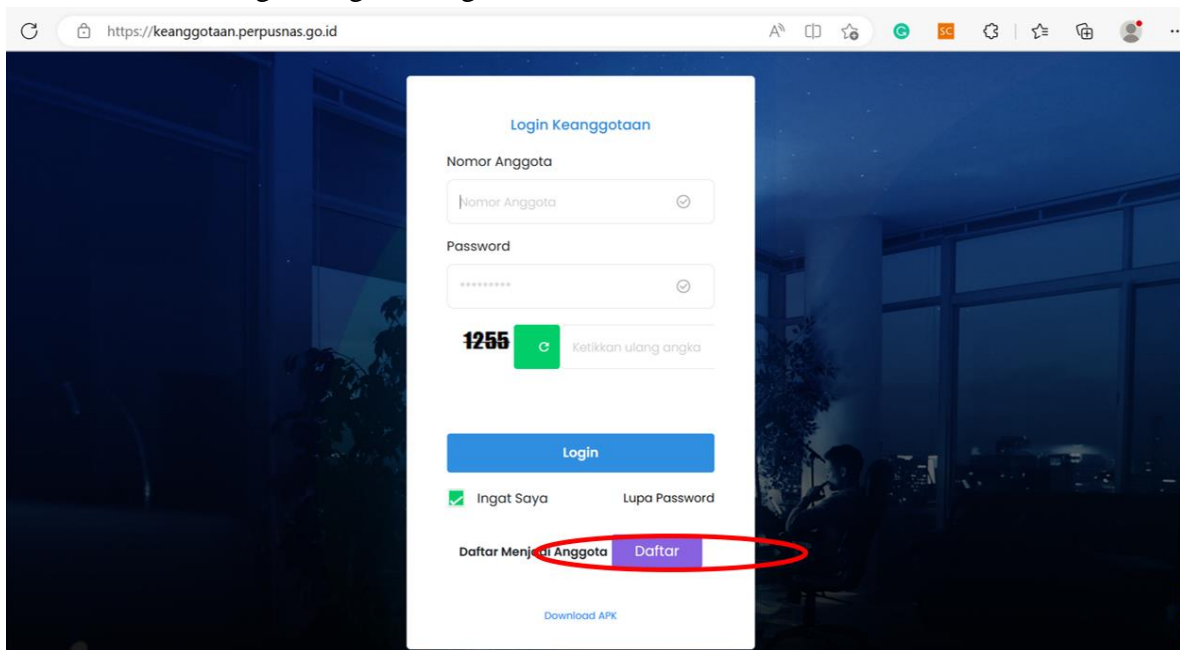 https://keanggotaan.perpusnas.go.id
SC
Login Keanggotaan
Nomor Anggota
Nomor Anggota
Password
*********
1255 Ketikkan ulang angka
Login
Ingat Saya Lupa Password
Daftar Menjadi Anggota Daftar
Download APK